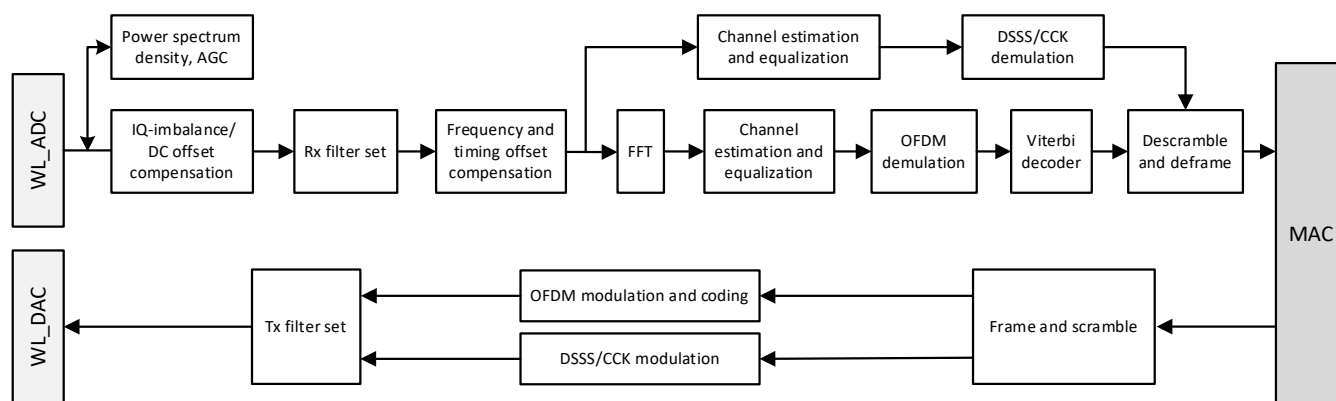 Power spectrum
density, AGC
Channel estimation
and equalization
DSSS/CCK
demulation
WL_ADC
IQ-imbalance/
DC offset
compensation
Rx filter set
Frequency and
timing offset
compensation
FFT
Channel
estimation and
equalization
OFDM
demulation
Viterbi
decoder
Descramble
and deframe
MAC
WL_DAC
Tx filter set
OFDM modulation and coding
DSSS/CCK modulation
Frame and scramble